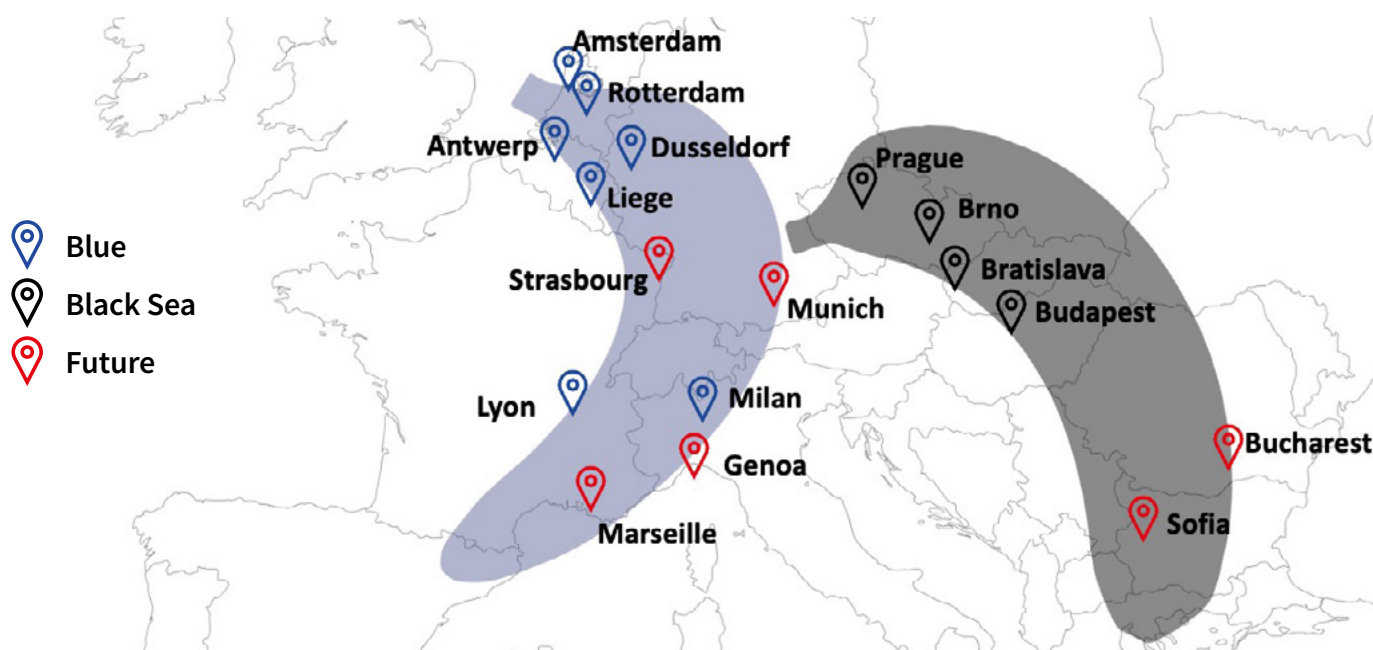 Amsterdam
Rotterdam
Antwerp
Dusseldorf
Liege
Prague
Brno
Blue
Strasbourg
Bratislava
Black Sea
Munich
Budapest
Future
Lyon
Milan
Genoa
Bucharest
Marseille
Sofia